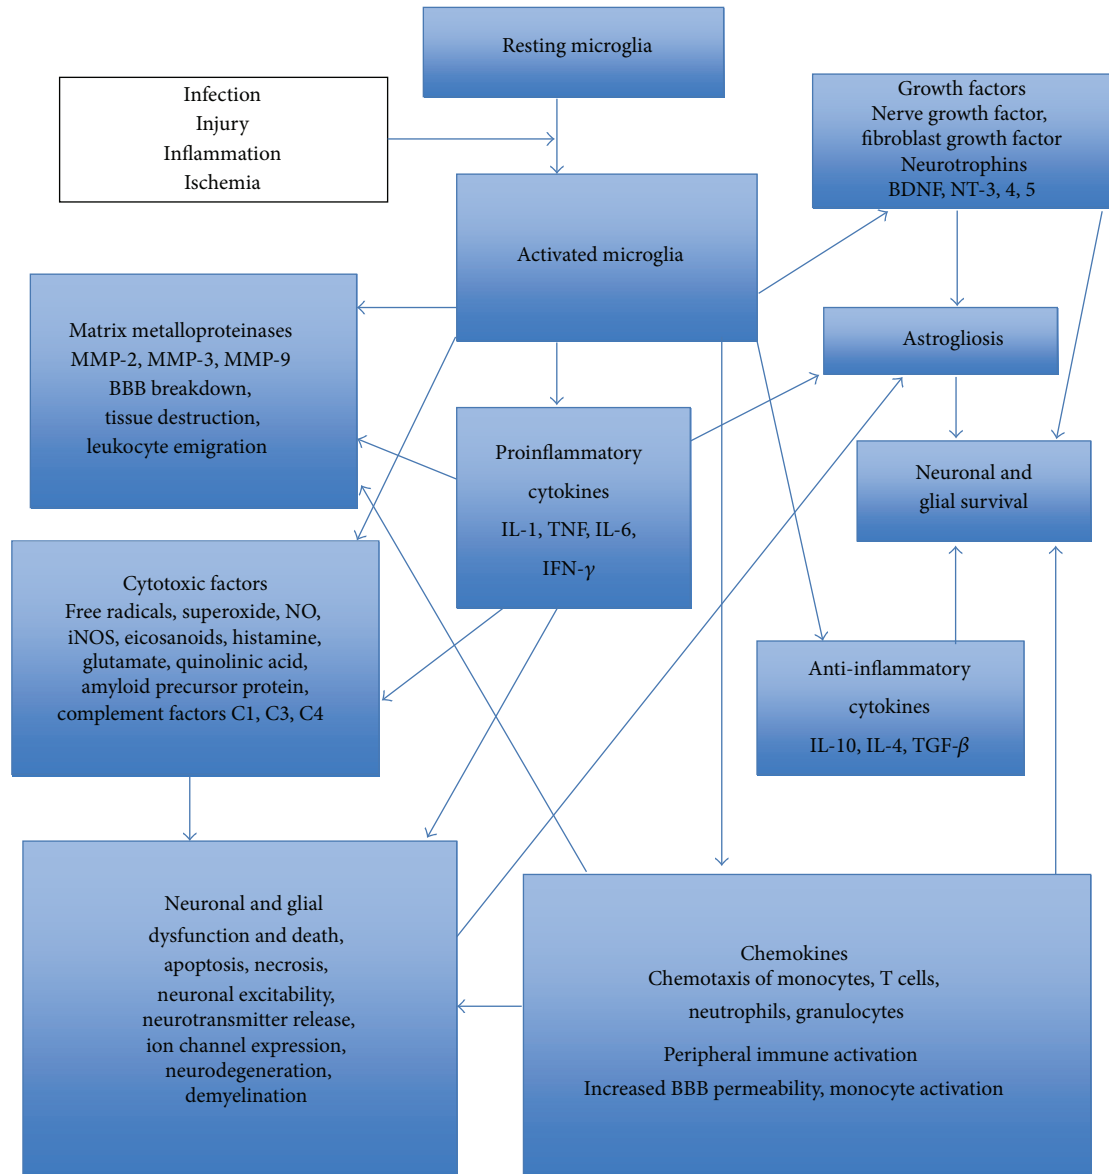 Resting microglia
Infection
Injury
Inflammation
Ischemia
Growth factors
Nerve growth factor,
fibroblast growth factor
Neurotrophins
BDNF, NT-3, 4, 5
Activated microglia
Matrix metalloproteinases
MMP-2, MMP-3, MMP-9
BBB breakdown,
tissue destruction,
leukocyte emigration
Astrogliosis
Proinflammatory
cytokines
IL-1, TNF, IL-6,
IFN-γ
Neuronal and
glial survival
Cytotoxic factors
Free radicals, superoxide, NO,
iNOS, eicosanoids, histamine,
glutamate, quinolinic acid,
amyloid precursor protein,
complement factors C1, C3, C4
Anti-inflammatory
cytokines
IL-10, IL-4, TGF-β
Neuronal and glial
dysfunction and death,
apoptosis, necrosis,
neuronal excitability,
neurotransmitter release,
ion channel expression,
neurodegeneration,
demyelination
Chemokines
Chemotaxis of monocytes, T cells,
neutrophils, granulocytes
Peripheral immune activation
Increased BBB permeability, monocyte activation